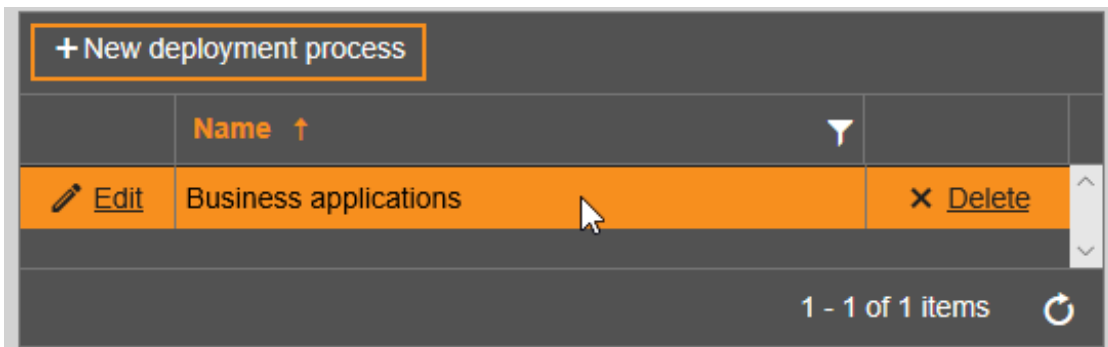 + New deployment process
Name ↑
Edit Business applications × Delete
1 - 1 of 1 items